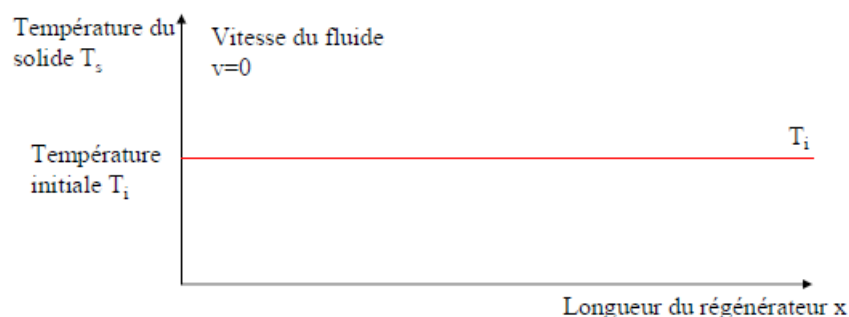 Température du
solide Tₛ
Vitesse du fluide
v=0
Température
initiale Tᵢ
Tᵢ
Longueur du régénérateur x